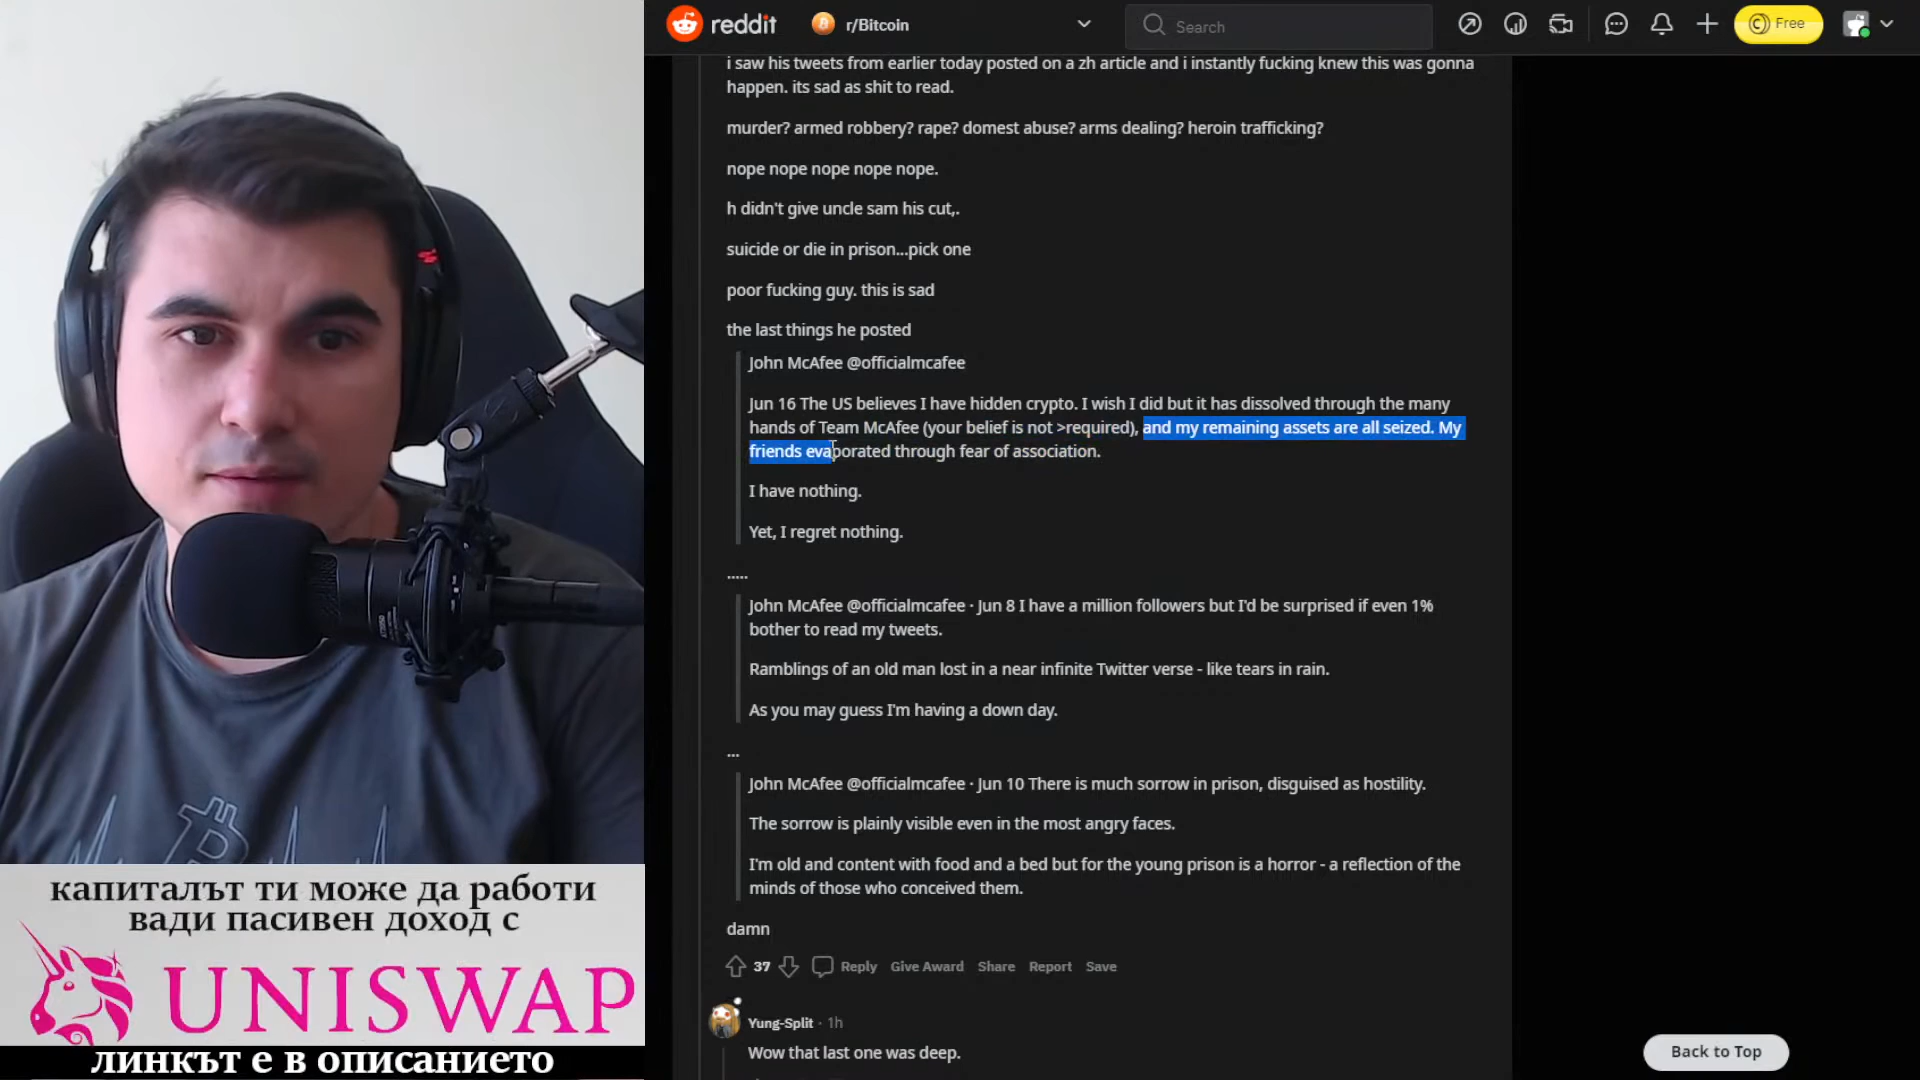 reddit
r/Bitcoin
Search
Free
i saw his tweets from earlier today posted on a zh article and i instantly fucking knew this was gonna
happen. its sad as shit to read.
murder? armed robbery? rape? domest abuse? arms dealing? heroin trafficking?
nope nope nope nope nope.
h didn't give uncle sam his cut,.
suicide or die in prison...pick one
poor fucking guy. this is sad
the last things he posted
John McAfee @officialmcafee
Jun 16 The US believes I have hidden crypto. I wish I did but it has dissolved through the many
hands of Team McAfee (your belief is not >required), and my remaining assets are all seized. My
friends evaporated through fear of association.
I have nothing.
Yet, I regret nothing.
.....
John McAfee @officialmcafee · Jun 8 I have a million followers but I'd be surprised if even 1%
bother to read my tweets.
Ramblings of an old man lost in a near infinite Twitter verse - like tears in rain.
As you may guess I'm having a down day.
...
John McAfee @officialmcafee · Jun 10 There is much sorrow in prison, disguised as hostility.
The sorrow is plainly visible even in the most angry faces.
I'm old and content with food and a bed but for the young prison is a horror - a reflection of the
minds of those who conceived them.
damn
37 Reply Give Award Share Report Save
Yung-Split · 1h
Wow that last one was deep.
Back to Top
капиталът ти може да работи
вади пасивен доход с
UNISWAP
линкът е в описанието